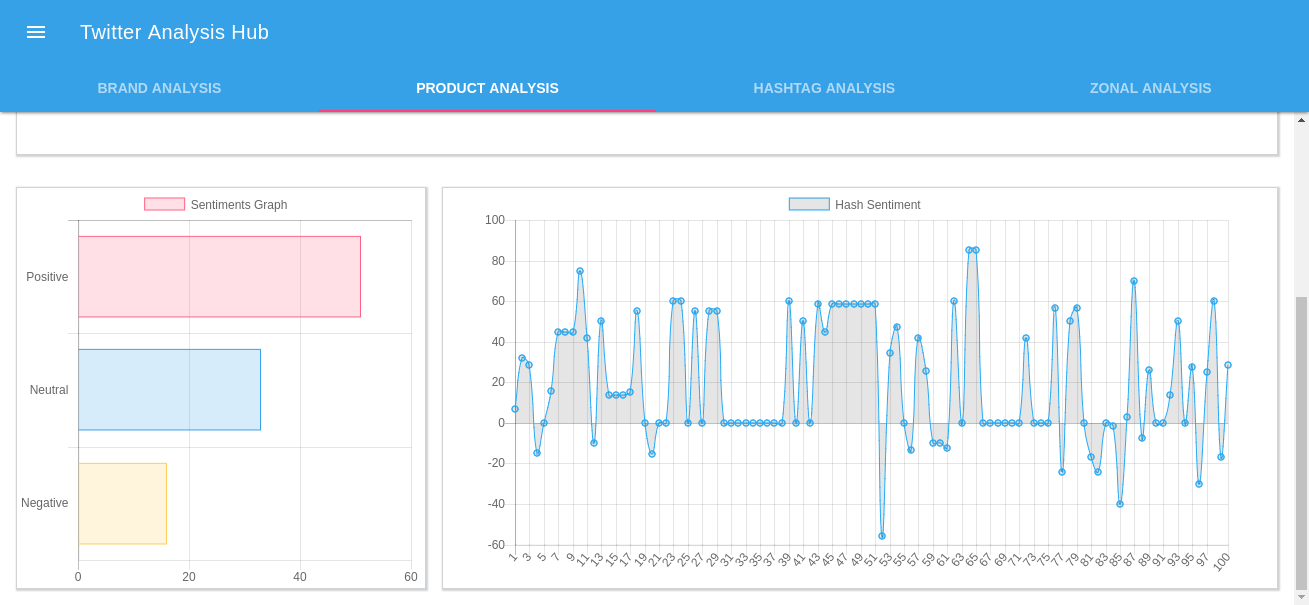 Twitter Analysis Hub
BRAND ANALYSIS PRODUCT ANALYSIS HASHTAG ANALYSIS ZONAL ANALYSIS
Sentiments Graph
Positive
Neutral
Negative
0 20 40 60
Hash Sentiment
100
80
60
40
20
0
-20
-40
-60
1 3 5 7 9 11 13 15 17 19 21 23 25 27 29 31 33 35 37 39 41 43 45 47 49 51 53 55 57 59 61 63 65 67 69 71 73 75 77 79 81 83 85 87 89 91 93 95 97 100